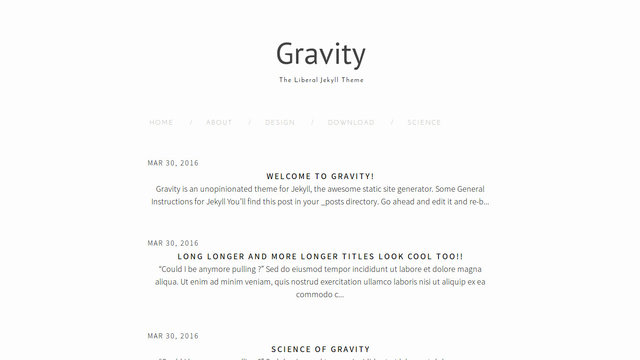 Gravity
The Liberal Jekyll Theme
HOME / ABOUT / DESIGN / DOWNLOAD / SCIENCE
MAR 30, 2016
WELCOME TO GRAVITY!
Gravity is an unopinionated theme for Jekyll, the awesome static site generator. Some General
Instructions for Jekyll You'll find this post in your _posts directory. Go ahead and edit it and re-b...
MAR 30, 2016
LONG LONGER AND MORE LONGER TITLES LOOK COOL TOO!!
"Could I be anymore pulling ?" Sed do eiusmod tempor incididunt ut labore et dolore magna
aliqua. Ut enim ad minim veniam, quis nostrud exercitation ullamco laboris nisi ut aliquip ex ea
commodo c...
MAR 30, 2016
SCIENCE OF GRAVITY